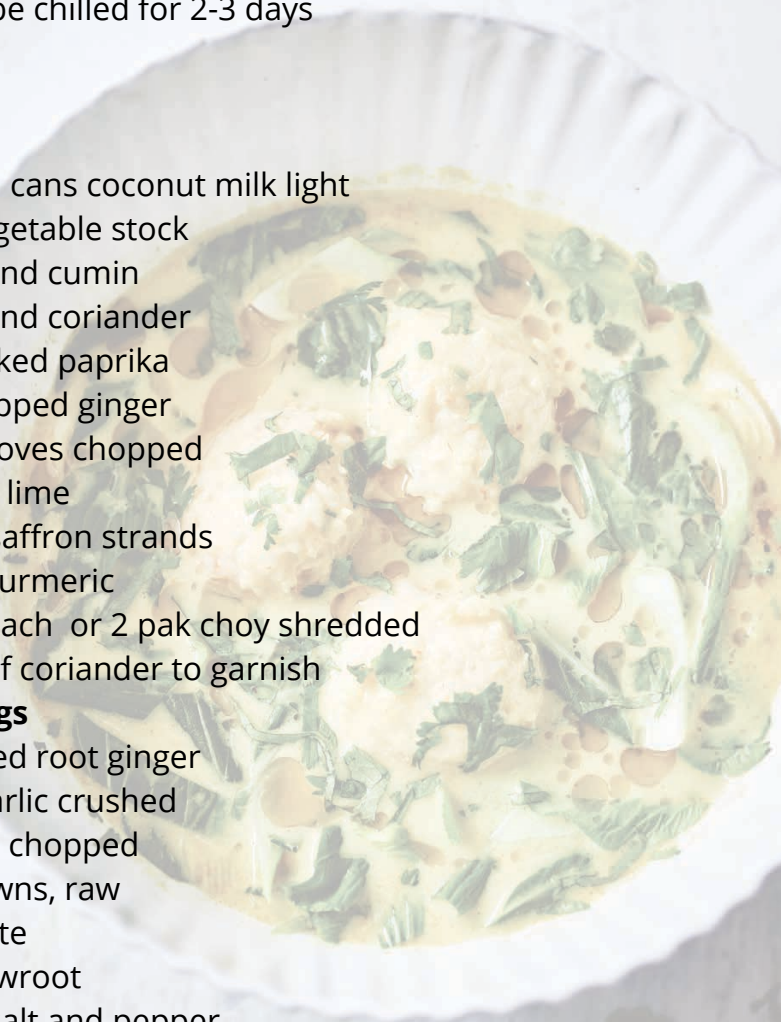 be chilled for 2-3 days
cans coconut milk light
getable stock
nd cumin
nd coriander
ked paprika
pped ginger
oves chopped
lime
affron strands
urmeric
ach or 2 pak choy shredded
f coriander to garnish
gs
ed root ginger
arlic crushed
chopped
wns, raw
te
wroot
alt and pepper